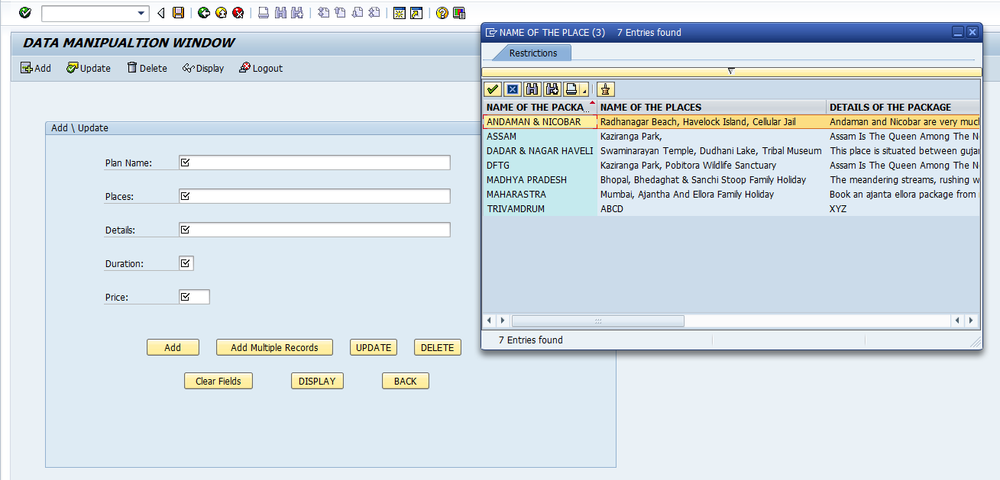 DATA MANIPUALTION WINDOW
Add Update Delete Display Logout
Add \ Update
Plan Name:
Places:
Details:
Duration:
Price:
Add Add Multiple Records UPDATE DELETE
Clear Fields DISPLAY BACK
NAME OF THE PLACE (3) 7 Entries found
Restrictions
NAME OF THE PACKA... NAME OF THE PLACES DETAILS OF THE PACKAGE
ANDAMAN & NICOBAR Radhanagar Beach, Havelock Island, Cellular Jail Andaman and Nicobar are very much
ASSAM Kaziranga Park, Assam Is The Queen Among The N
DADAR & NAGAR HAVELI Swaminarayan Temple, Dudhani Lake, Tribal Museum This place is situated between gujar
DFTG Kaziranga Park, Pobitora Wildlife Sanctuary Assam Is The Queen Among The N
MADHYA PRADESH Bhopal, Bhedaghat & Sanchi Stoop Family Holiday The meandering streams, rushing w
MAHARASTRA Mumbai, Ajantha And Ellora Family Holiday Book an ajanta ellora package from
TRIVAMDRUM ABCD XYZ
7 Entries found